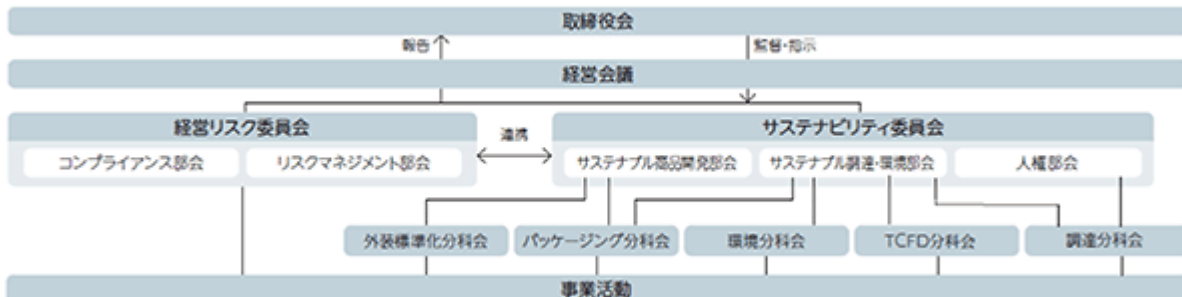 取締役会
報告
監督・指示
経営会議
経営リスク委員会
コンプライアンス部会
リスクマネジメント部会
連携
サステナビリティ委員会
サステナブル商品開発部会
サステナブル調達・環境部会
人権部会
外装標準化分科会
パッケージング分科会
環境分科会
TCFD分科会
調達分科会
事業活動